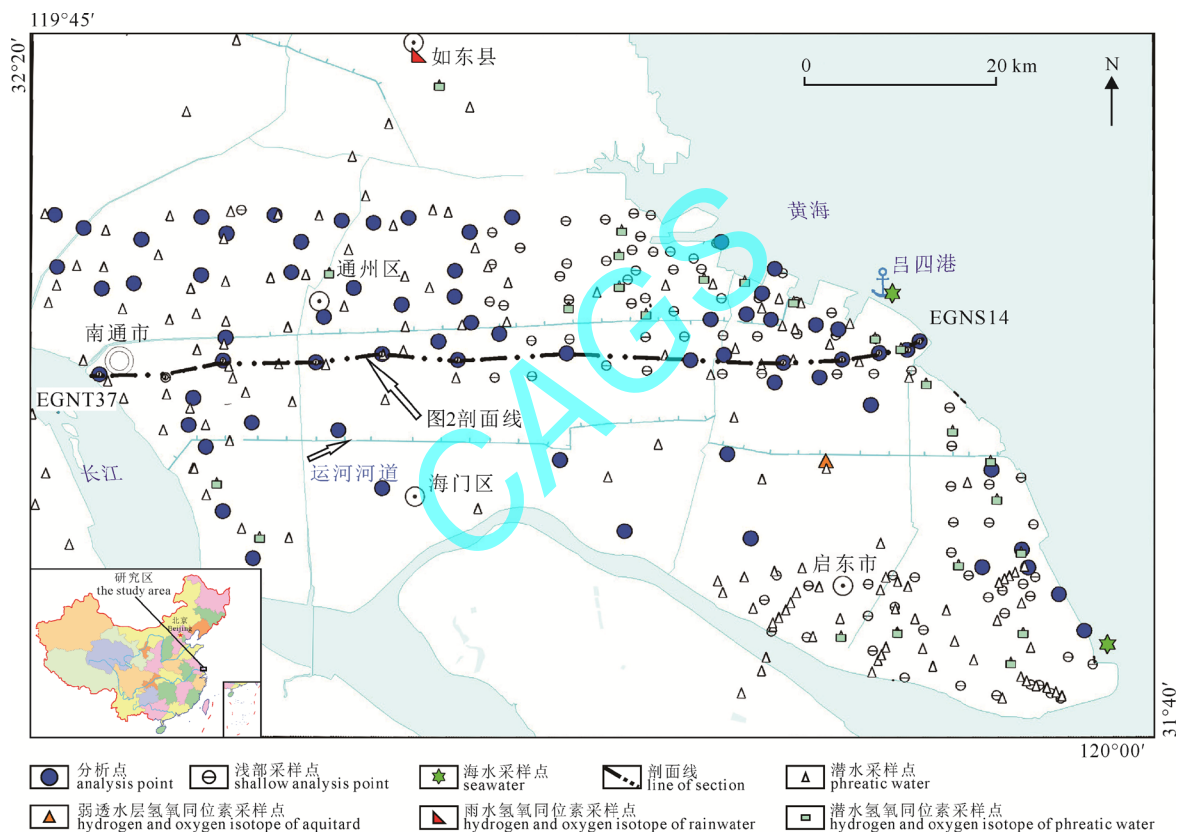 119°45′
32°20′
如东县
0 20 km
N
黄海
通州区
吕四港
EGNS14
南通市
EGNT37
图2剖面线
长江
运河河道
海门区
启东市
CAGS
研究区
the study area
北京
Beijing
31°40′
120°00′
分析点
analysis point
浅部采样点
shallow analysis point
海水采样点
seawater
剖面线
line of section
潜水采样点
phreatic water
弱透水层氢氧同位素采样点
hydrogen and oxygen isotope of aquitard
雨水氢氧同位素采样点
hydrogen and oxygen isotope of rainwater
潜水氢氧同位素采样点
hydrogen and oxygen isotope of phreatic water